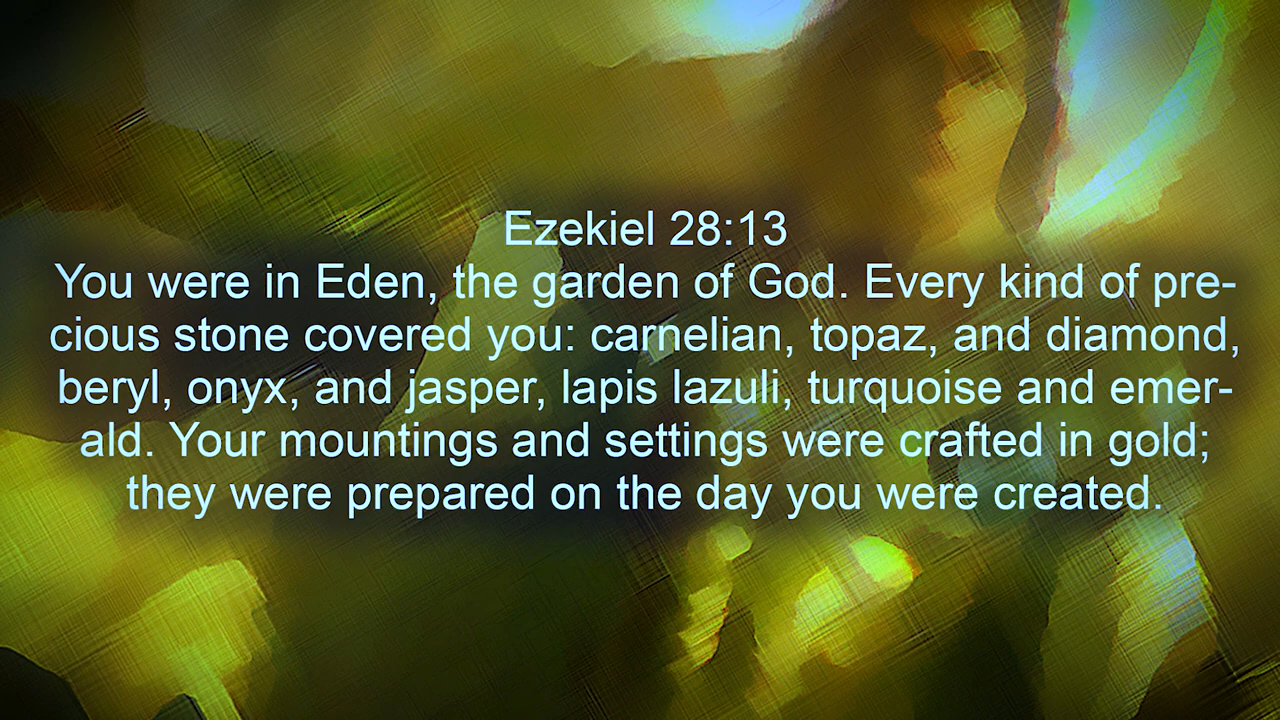 Ezekiel 28:13
You were in Eden, the garden of God. Every kind of pre-
cious stone covered you: carnelian, topaz, and diamond,
beryl, onyx, and jasper, lapis lazuli, turquoise and emer-
ald. Your mountings and settings were crafted in gold;
they were prepared on the day you were created.